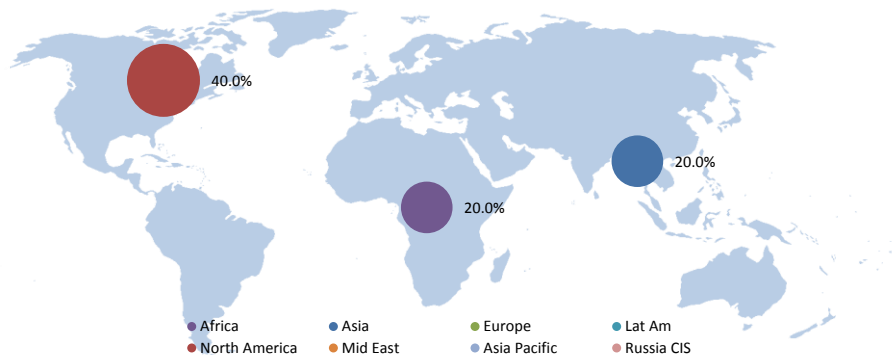 40.0%
20.0%
20.0%
Africa Asia Europe Lat Am
North America Mid East Asia Pacific Russia CIS